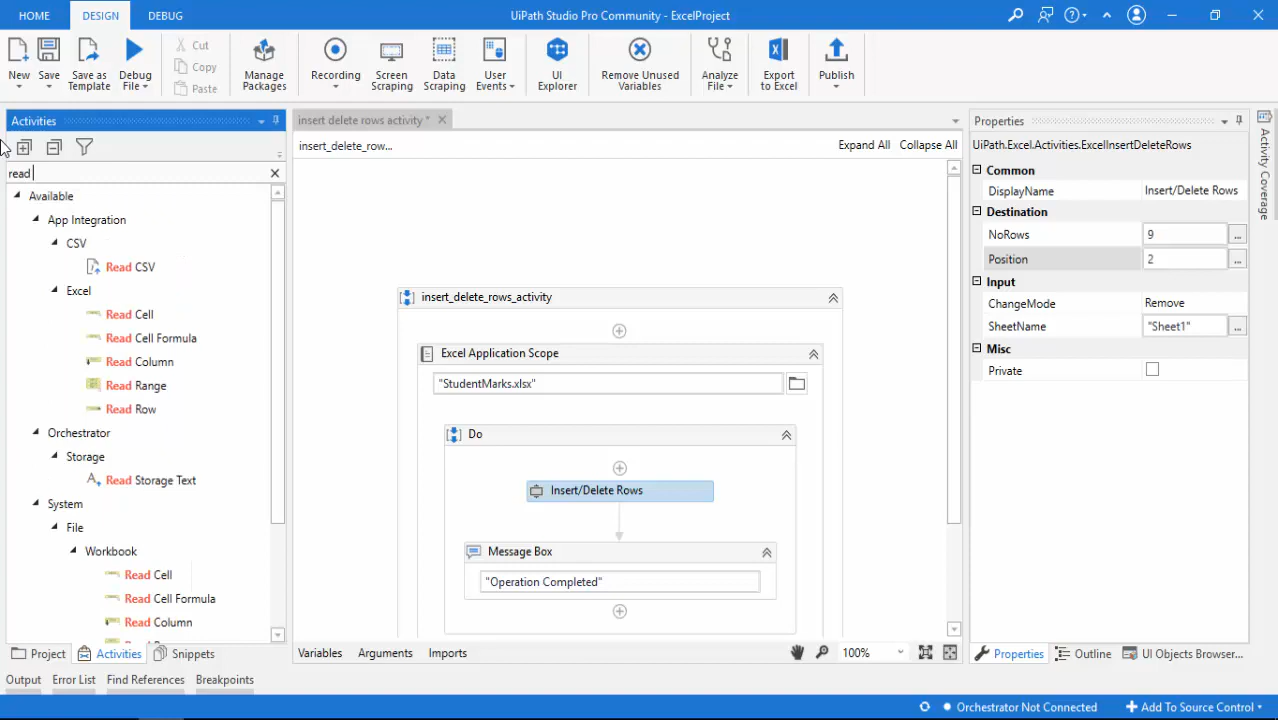 HOME DESIGN DEBUG UiPath Studio Pro Community - ExcelProject
New Save Save as Template Debug File Cut Copy Paste Manage Packages Recording Screen Scraping Data Scraping User Events UI Explorer Remove Unused Variables Analyze File Export to Excel Publish
Activities
read
Available
App Integration
CSV
Read CSV
Excel
Read Cell
Read Cell Formula
Read Column
Read Range
Read Row
Orchestrator
Storage
Read Storage Text
System
File
Workbook
Read Cell
Read Cell Formula
Read Column
Project Activities Snippets
insert delete rows activity *
insert_delete_row... Expand All Collapse All
insert_delete_rows_activity
Excel Application Scope
"StudentMarks.xlsx"
Do
Insert/Delete Rows
Message Box
"Operation Completed"
Variables Arguments Imports 100%
Properties
UiPath.Excel.Activities.ExcelInsertDeleteRows
Common
DisplayName Insert/Delete Rows
Destination
NoRows 9 ...
Position 2 ...
Input
ChangeMode Remove
SheetName "Sheet1" ...
Misc
Private
Properties Outline UI Objects Browser...
Activity Coverage
Output Error List Find References Breakpoints
Orchestrator Not Connected Add To Source Control